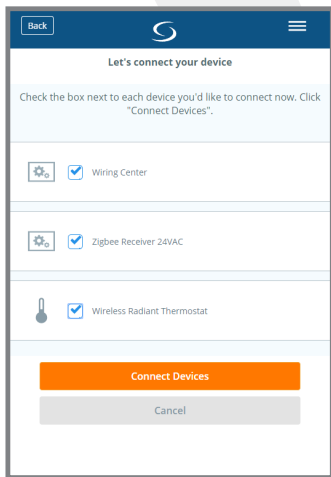 Back
Let's connect your device
Check the box next to each device you'd like to connect now. Click
"Connect Devices".
Wiring Center
Zigbee Receiver 24VAC
Wireless Radiant Thermostat
Connect Devices
Cancel